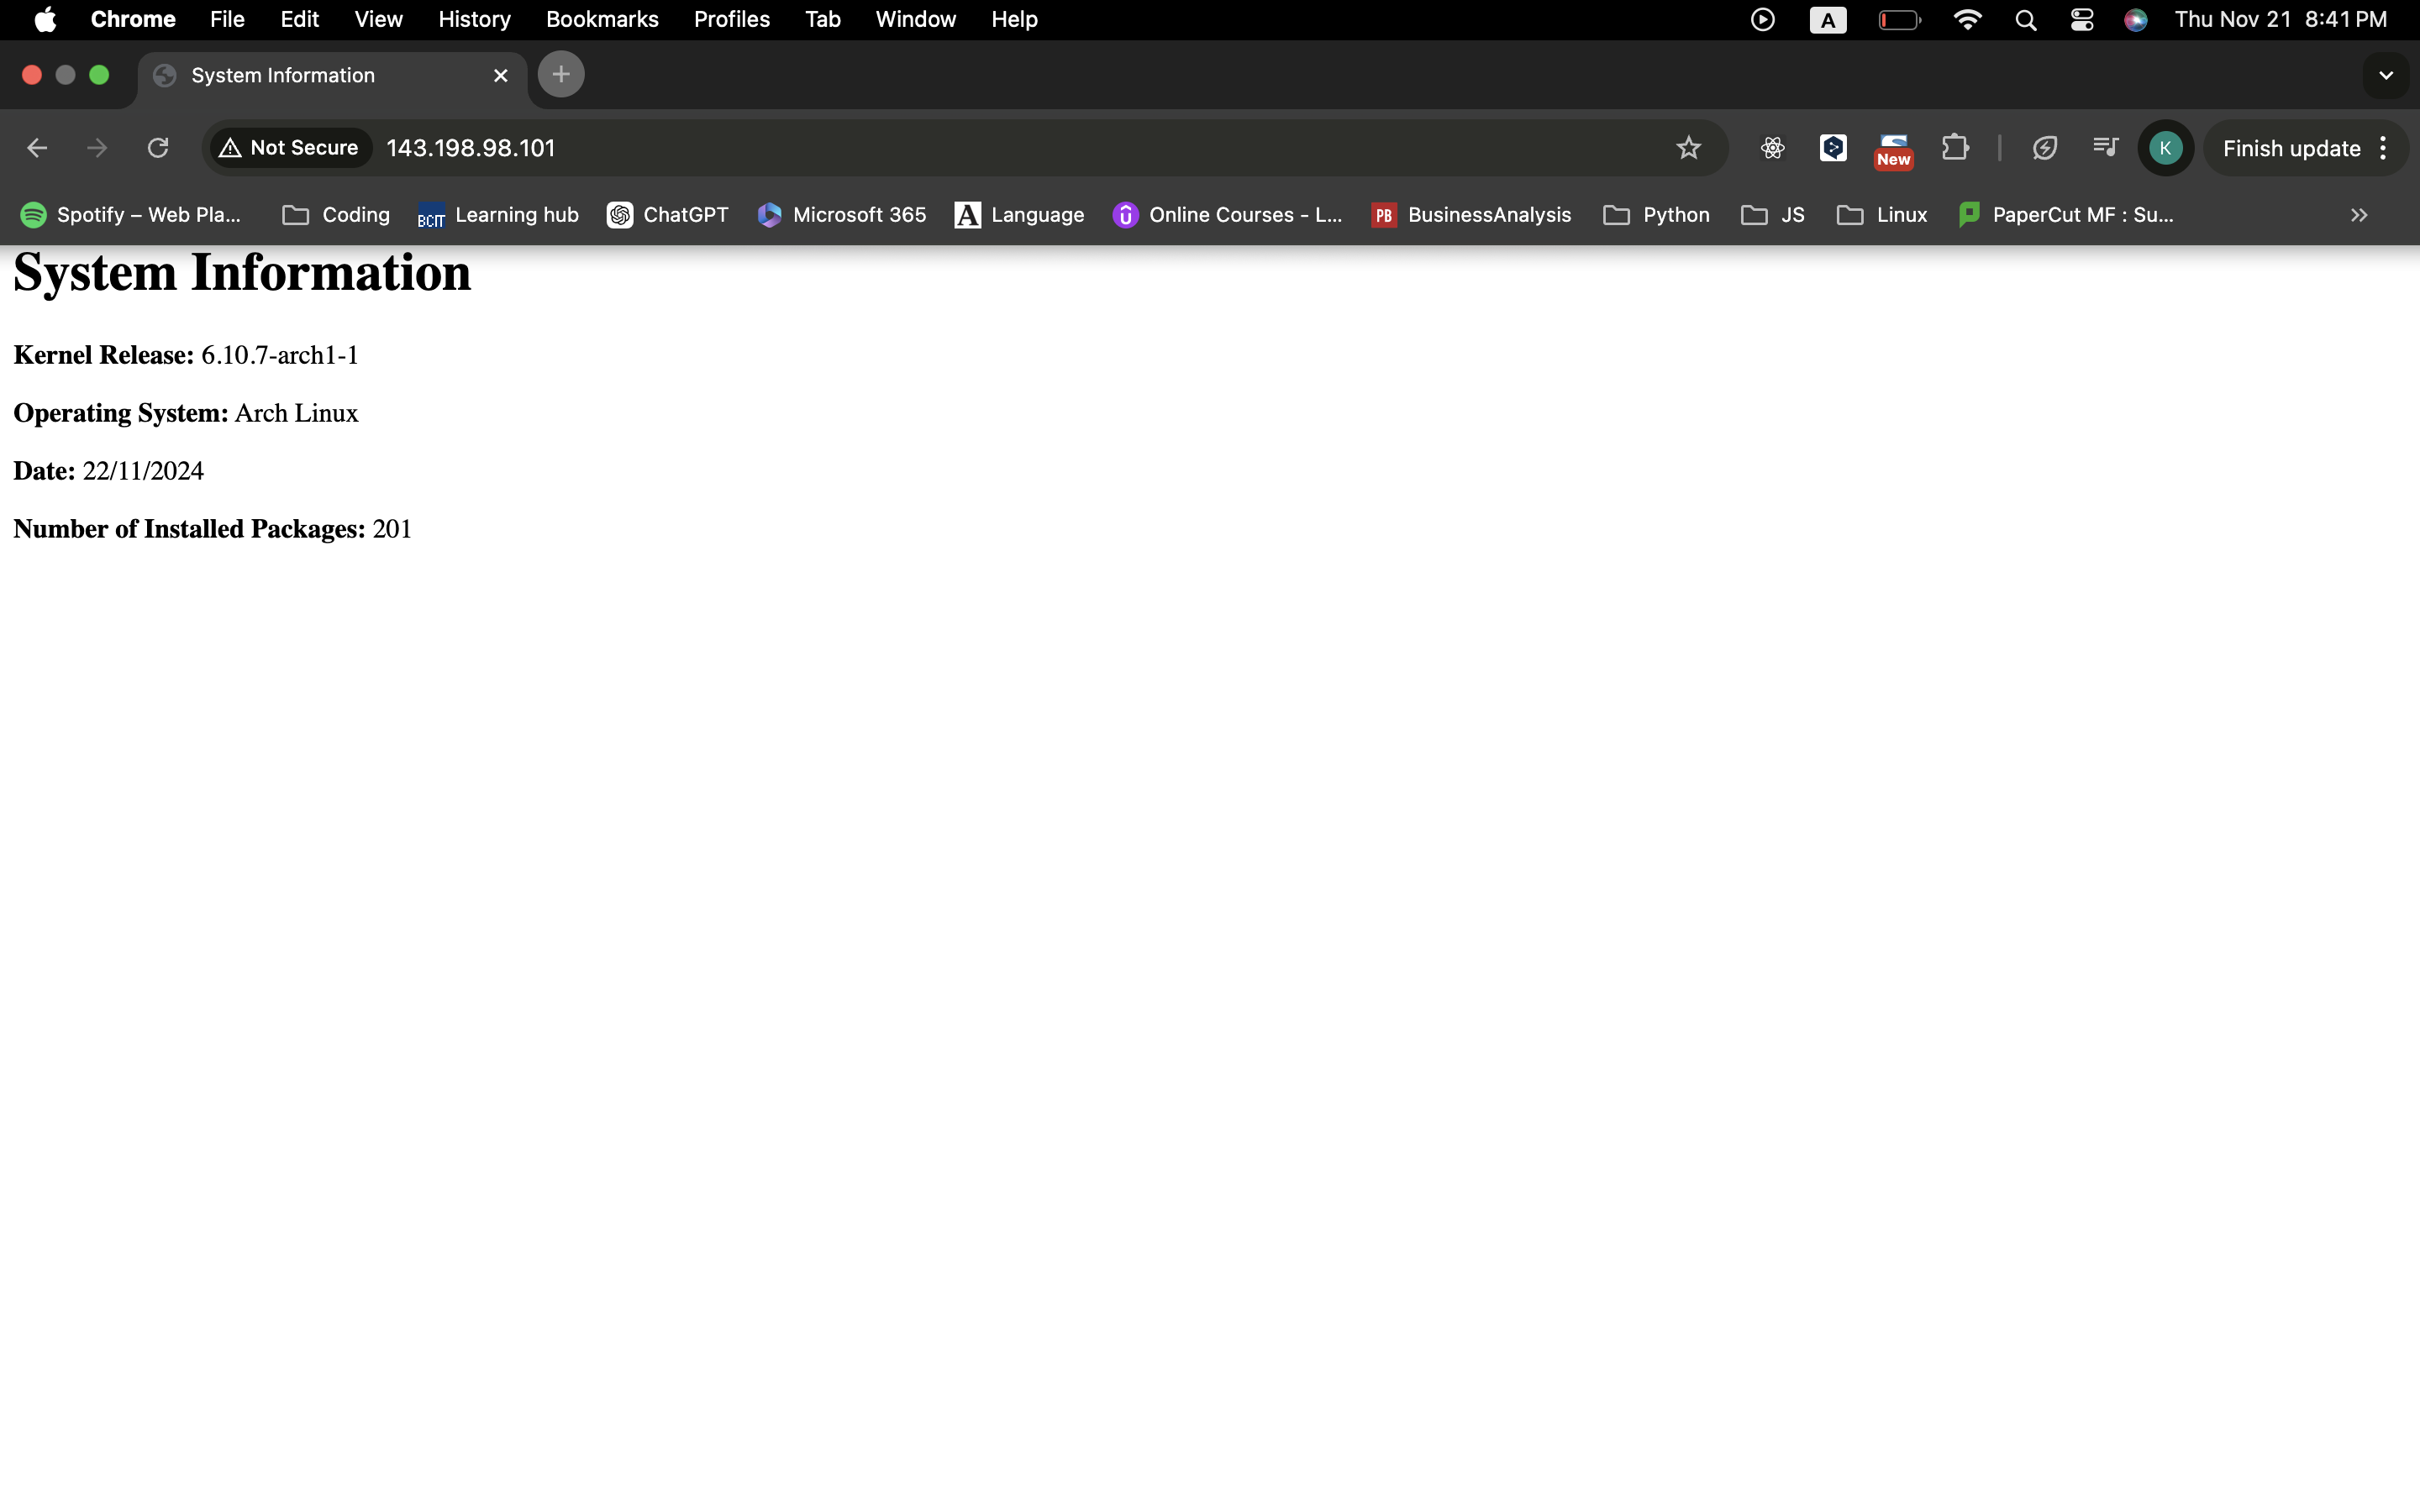 Chrome File Edit View History Bookmarks Profiles Tab Window Help A Thu Nov 21 8:41 PM
System Information
Not Secure 143.198.98.101 New K Finish update
Spotify – Web Pla... Coding BCIT Learning hub ChatGPT Microsoft 365 A Language Online Courses - L... PB BusinessAnalysis Python JS Linux PaperCut MF : Su...
System Information
Kernel Release: 6.10.7-arch1-1
Operating System: Arch Linux
Date: 22/11/2024
Number of Installed Packages: 201